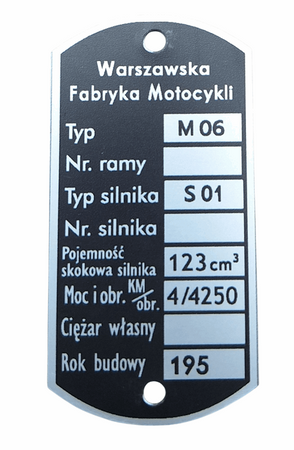 Warszawska
Fabryka Motocykli
Typ M 06
Nr. ramy
Typ silnika S 01
Nr. silnika
Pojemność
skokowa silnika 123 cm³
Moc i obr. KM/obr. 4/4250
Ciężar własny
Rok budowy 195